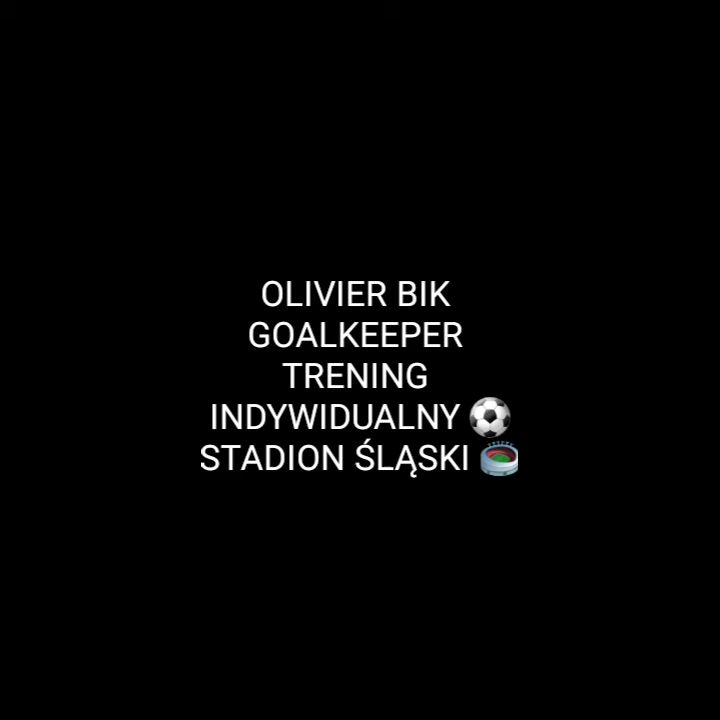 OLIVIER BIK
GOALKEEPER
TRENING
INDYWIDUALNY ⚽
STADION ŚLĄSKI 🏟️